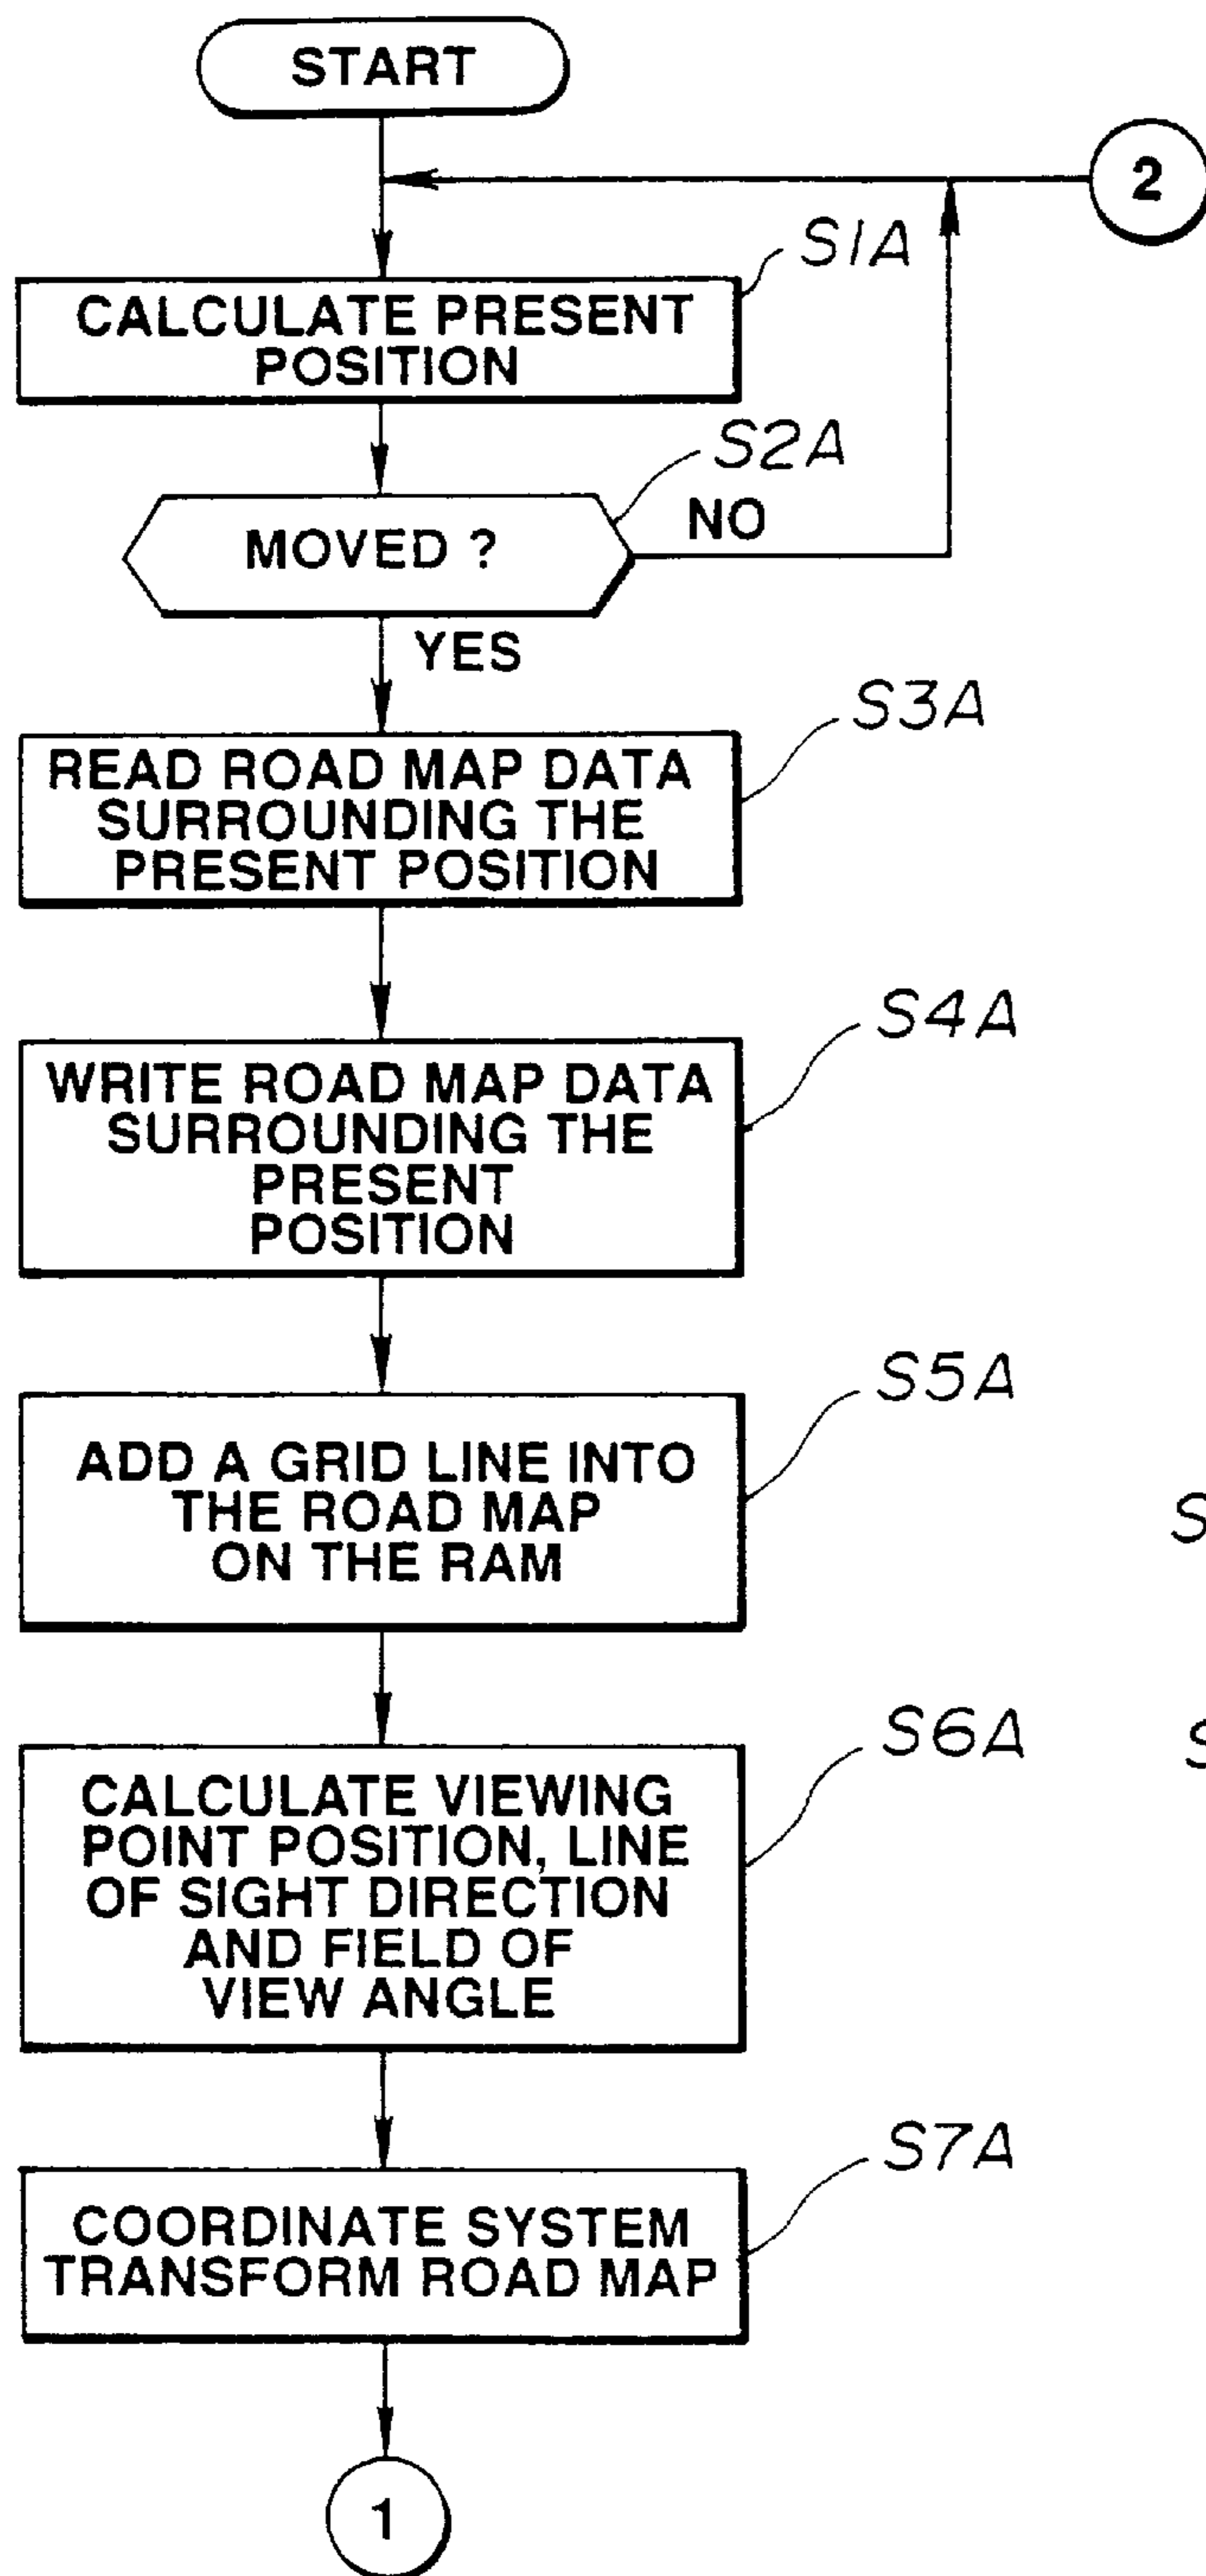 START
2
S1A
CALCULATE PRESENT
POSITION
S2A
MOVED ?
NO
YES
S3A
READ ROAD MAP DATA
SURROUNDING THE
PRESENT POSITION
S4A
WRITE ROAD MAP DATA
SURROUNDING THE
PRESENT
POSITION
S5A
ADD A GRID LINE INTO
THE ROAD MAP
ON THE RAM
S
S6A
S
CALCULATE VIEWING
POINT POSITION, LINE
OF SIGHT DIRECTION
AND FIELD OF
VIEW ANGLE
S7A
COORDINATE SYSTEM
TRANSFORM ROAD MAP
1